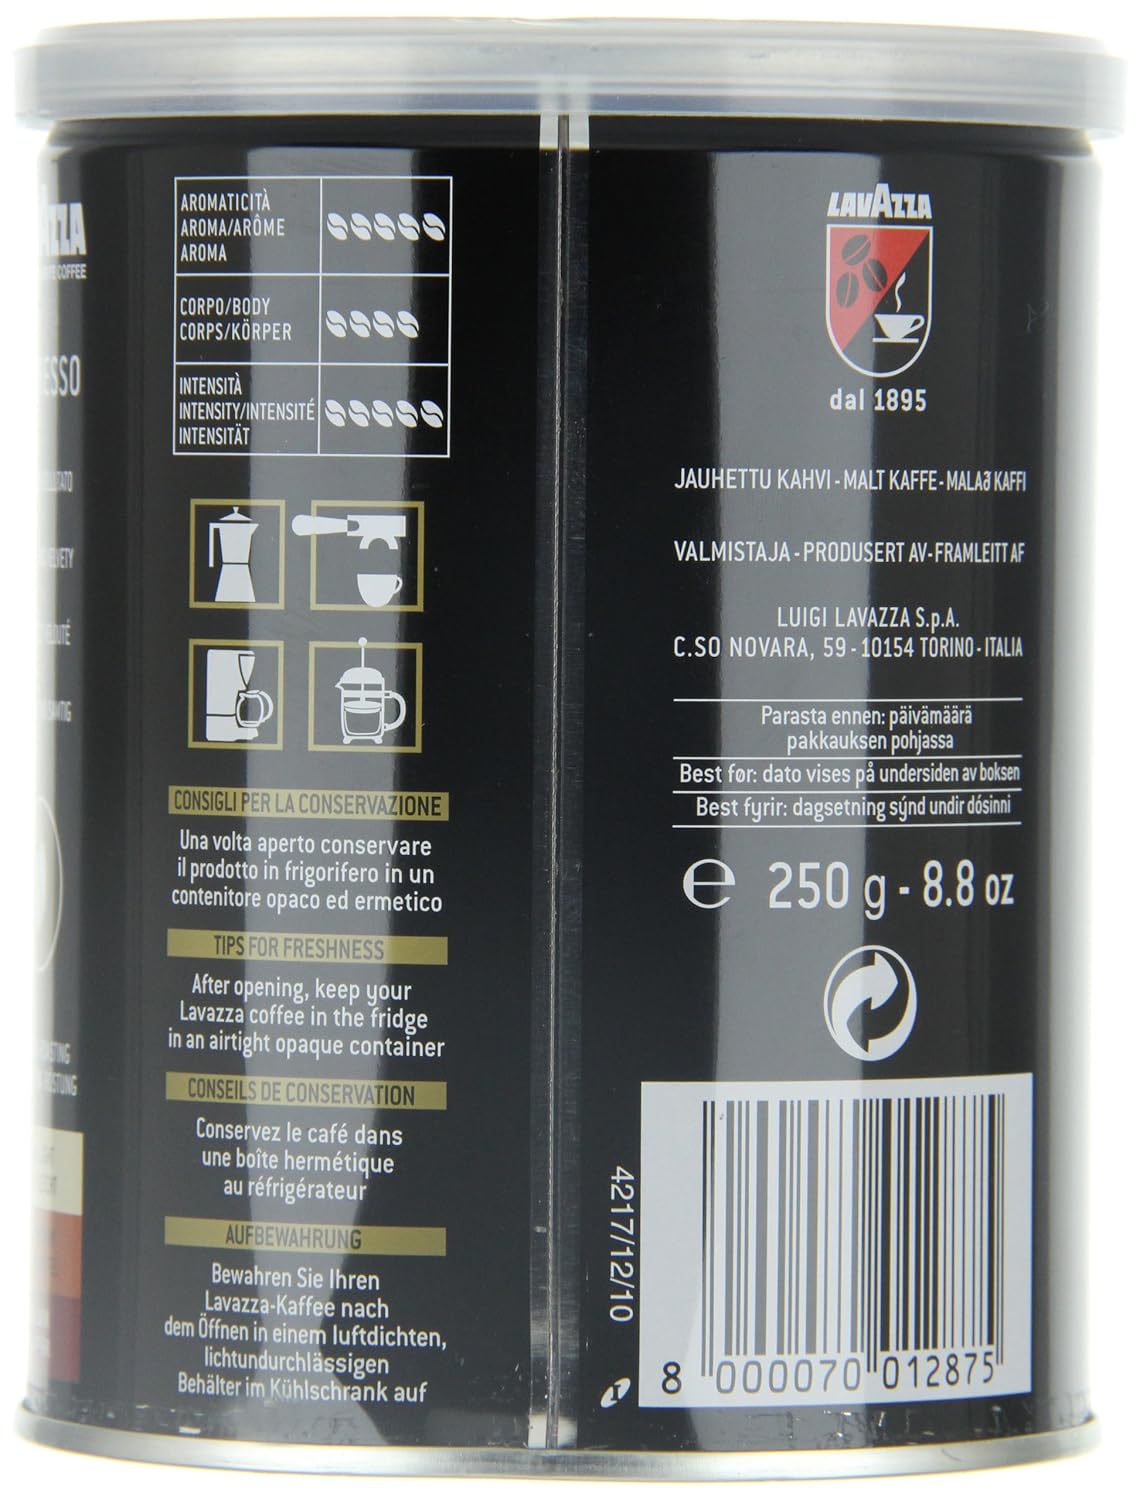 AZZA
COFFEE
ESSO
VELVETY
AROMATICITÀ
AROMA/ARÔME
AROMA
CORPO/BODY
CORPS/KÖRPER
INTENSITÀ
INTENSITY/INTENSITÉ
INTENSITÄT
CONSIGLI PER LA CONSERVAZIONE
Una volta aperto conservare
il prodotto in frigorifero in un
contenitore opaco ed ermetico
TIPS FOR FRESHNESS
After opening, keep your
Lavazza coffee in the fridge
in an airtight opaque container
CONSEILS DE CONSERVATION
Conservez le café dans
une boîte hermétique
au réfrigérateur
AUFBEWAHRUNG
Bewahren Sie Ihren
Lavazza-Kaffee nach
dem Öffnen in einem luftdichten,
lichtundurchlässigen
Behälter im Kühlschrank auf
LAVAZZA
dal 1895
JAUHETTU KAHVI - MALT KAFFE - MALAƷ KAFFI
VALMISTAJA - PRODUSERT AV - FRAMLEITT AF
LUIGI LAVAZZA S.p.A.
C.SO NOVARA, 59 - 10154 TORINO - ITALIA
Parasta ennen: päivämäärä
pakkauksen pohjassa
Best før: dato vises på undersiden av boksen
Best fyrir: dagsetning sýnd undir dósinni
e 250 g - 8.8 oz
4217/12/10
8 000070 012875